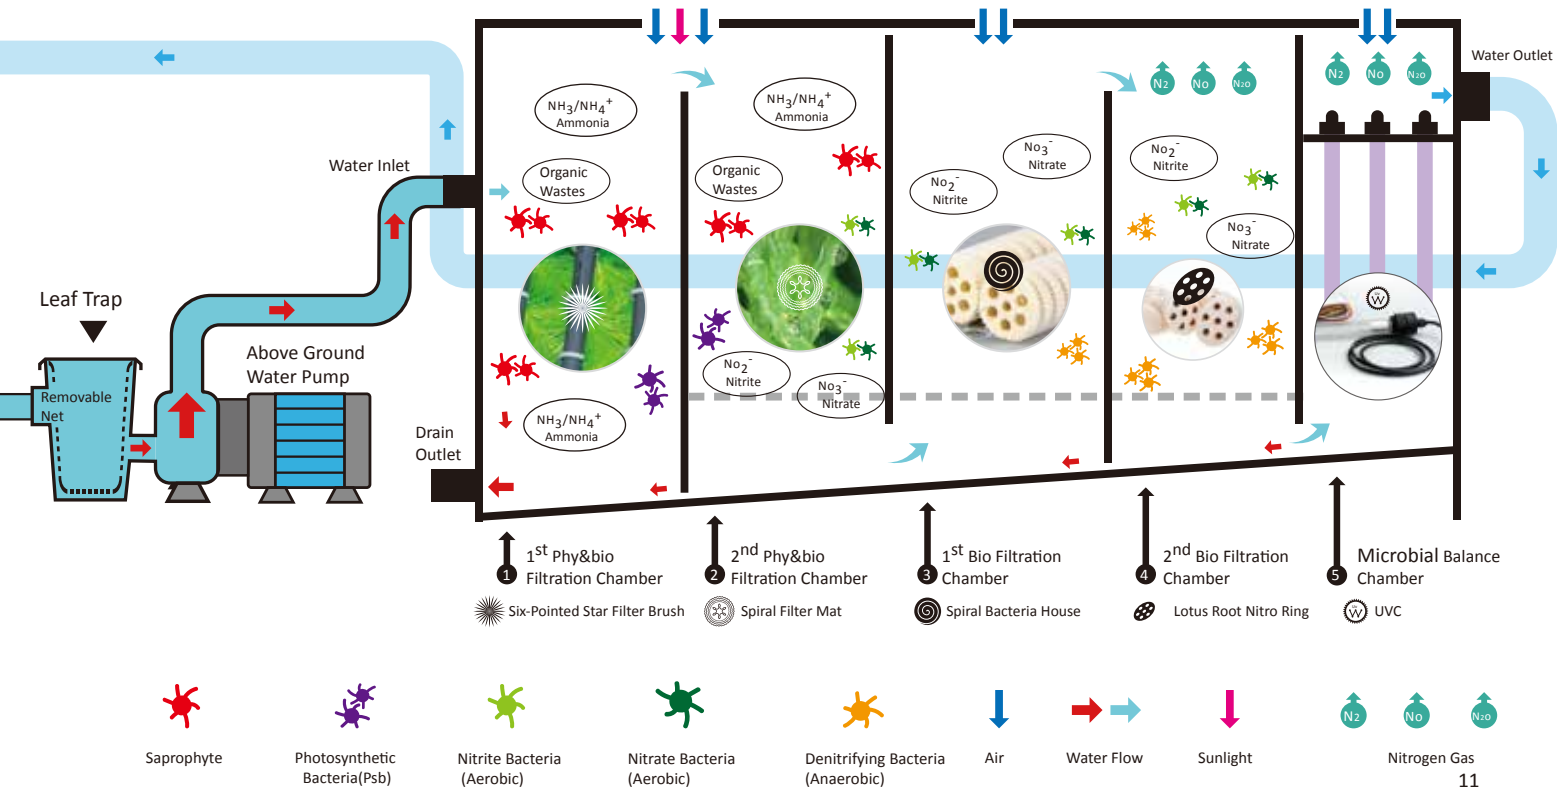 Water Outlet
N2
No
N2O
N2
No
N2O
NH3/NH4+
Ammonia
NH3/NH4+
Ammonia
No3-
Nitrate
No2-
Nitrite
Water Inlet
Organic
Wastes
Organic
Wastes
No2-
Nitrite
No3-
Nitrate
Leaf Trap
UV
W
Above Ground
Water Pump
Removable
Net
No2-
Nitrite
No3-
Nitrate
NH3/NH4+
Ammonia
Drain
Outlet
1
1st Phy&bio
Filtration Chamber
2
2nd Phy&bio
Filtration Chamber
3
1st Bio Filtration
Chamber
4
2nd Bio Filtration
Chamber
5
Microbial Balance
Chamber
Six-Pointed Star Filter Brush
Spiral Filter Mat
Spiral Bacteria House
Lotus Root Nitro Ring
UV
W
UVC
N2
No
N2O
Saprophyte
Photosynthetic
Bacteria(Psb)
Nitrite Bacteria
(Aerobic)
Nitrate Bacteria
(Aerobic)
Denitrifying Bacteria
(Anaerobic)
Air
Water Flow
Sunlight
Nitrogen Gas
11